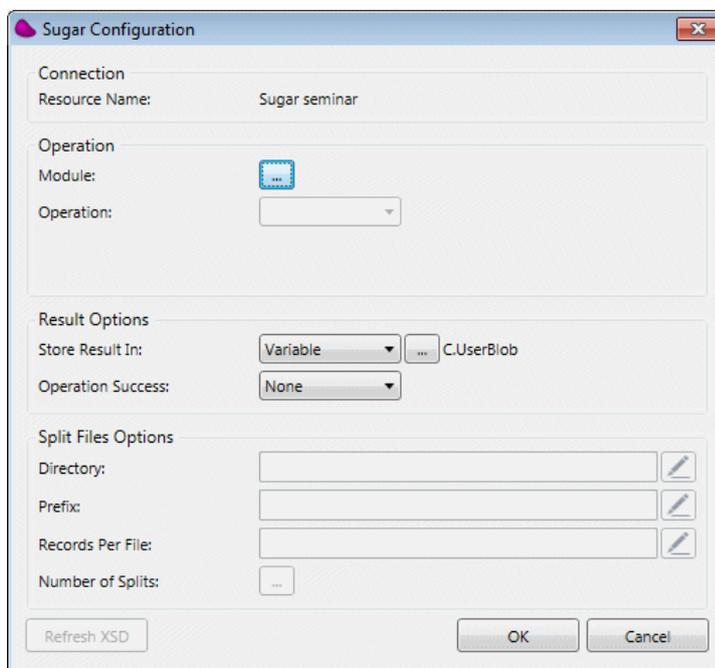 Sugar Configuration
Connection
Resource Name: Sugar seminar
Operation
Module: ...
Operation:
Result Options
Store Result In: Variable ... C.UserBlob
Operation Success: None
Split Files Options
Directory:
Prefix:
Records Per File:
Number of Splits: ...
Refresh XSD OK Cancel